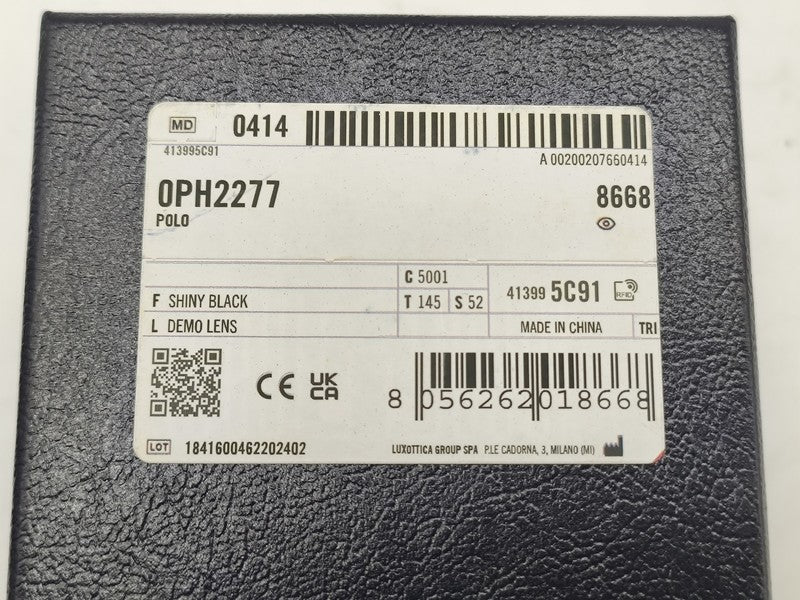 MD 0414
413995C91
A 00200207660414
0PH2277 8668
POLO
C 5001
F SHINY BLACK T 145 S 52 41399 5C91 RFID
L DEMO LENS MADE IN CHINA TRI
CE UK CA
8 056262 018668
LOT 1841600462202402 LUXOTTICA GROUP SPA P.LE CADORNA, 3, MILANO (MI)